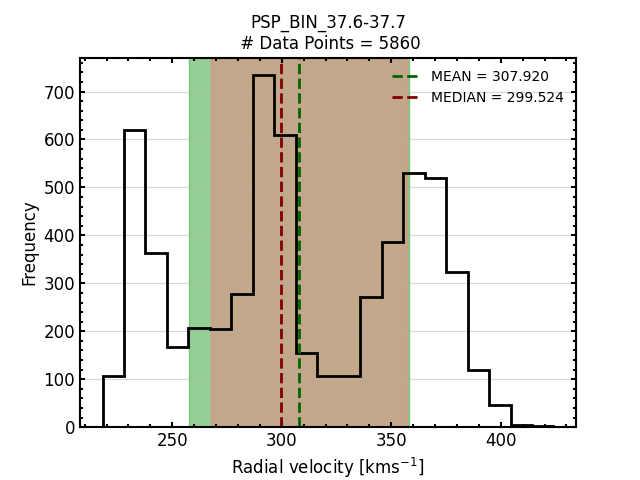 PSP_BIN_37.6-37.7
# Data Points = 5860
MEAN = 307.920
MEDIAN = 299.524
700
600
500
400
300
200
100
0
Frequency
250
300
350
400
Radial velocity [kms⁻¹]